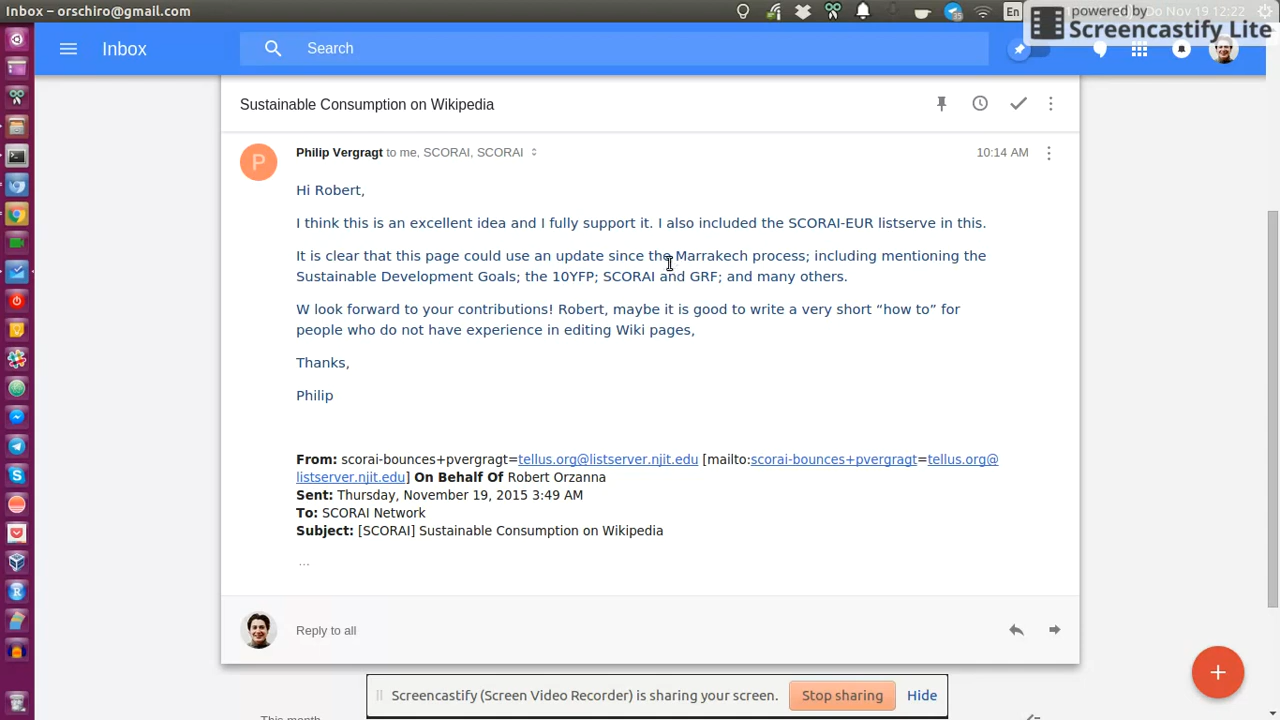 Inbox – orschiro@gmail.com
En
Do Nov 19 12:22
powered by
Screencastify Lite
Inbox
Search
Sustainable Consumption on Wikipedia
P
Philip Vergragt to me, SCORAI, SCORAI
10:14 AM
Hi Robert,
I think this is an excellent idea and I fully support it. I also included the SCORAI-EUR listserve in this.
It is clear that this page could use an update since the Marrakech process; including mentioning the
Sustainable Development Goals; the 10YFP; SCORAI and GRF; and many others.
W look forward to your contributions! Robert, maybe it is good to write a very short “how to” for
people who do not have experience in editing Wiki pages,
Thanks,
Philip
From: scorai-bounces+pvergragt=tellus.org@listserver.njit.edu [mailto:scorai-bounces+pvergragt=tellus.org@
listserver.njit.edu] On Behalf Of Robert Orzanna
Sent: Thursday, November 19, 2015 3:49 AM
To: SCORAI Network
Subject: [SCORAI] Sustainable Consumption on Wikipedia
...
Reply to all
Screencastify (Screen Video Recorder) is sharing your screen.
Stop sharing
Hide
This month